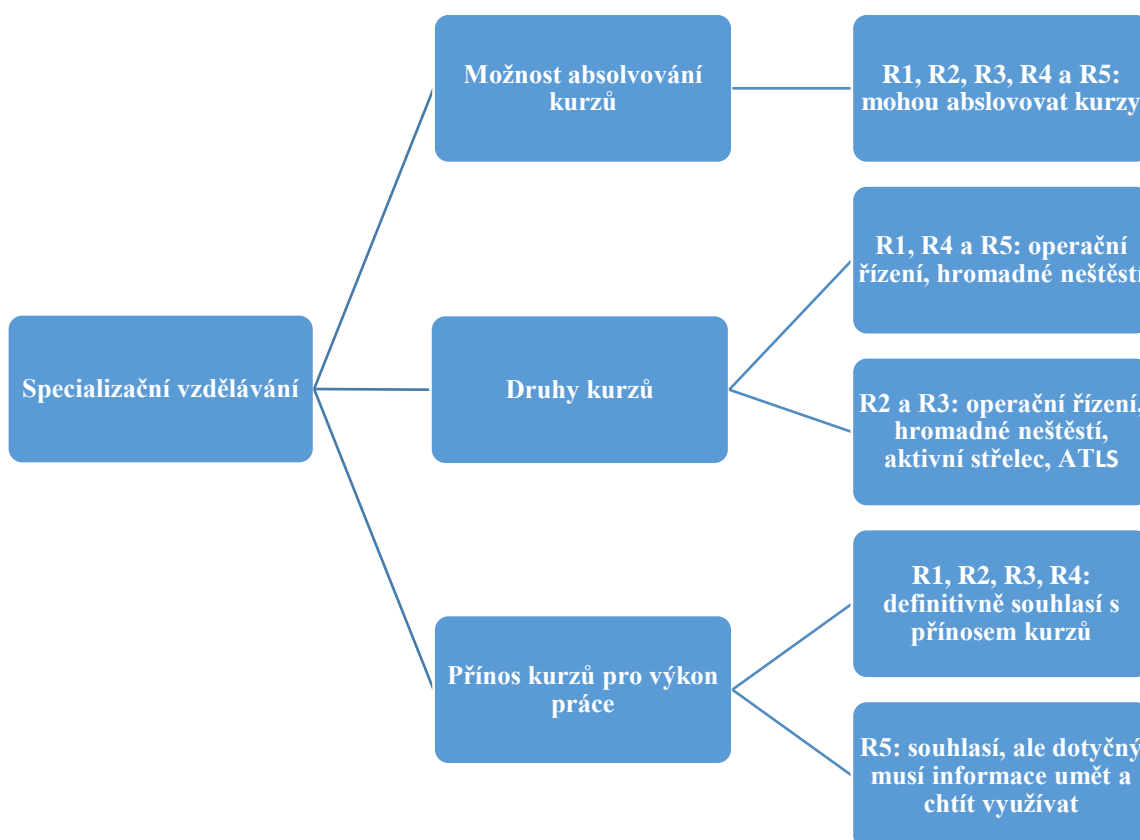 Možnost absolvování
kurzů
R1, R2, R3, R4 a R5:
mohou abslovovat kurzy
R1, R4 a R5: operační
řízení, hromadné neštěstí
Specializační vzdělávání
Druhy kurzů
R2 a R3: operační řízení,
hromadné neštěstí,
aktivní střelec, ATLS
R1, R2, R3, R4:
definitivně souhlasí s
přínosem kurzů
Přínos kurzů pro výkon
práce
R5: souhlasí, ale dotyčný
musí informace umět a
chtít využívat